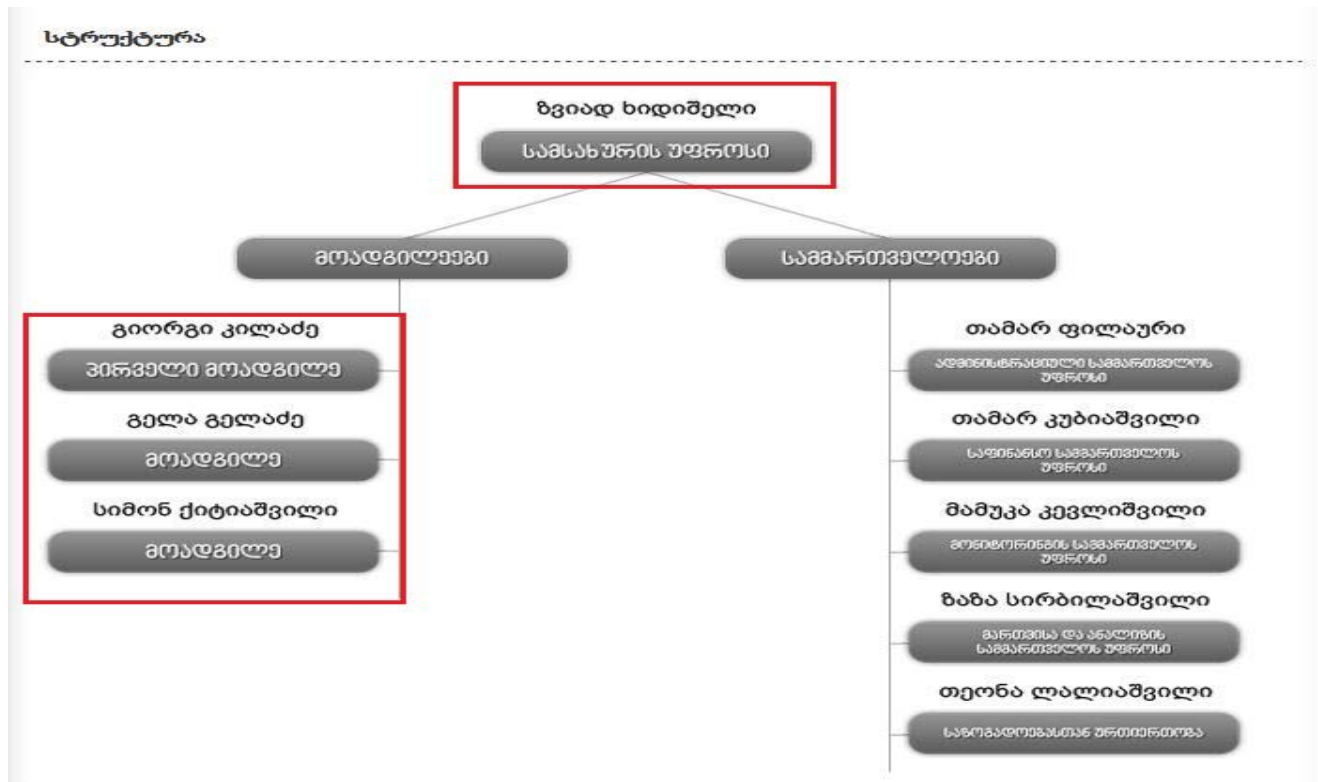 სტრუქტურა
ზვიად ხიდიშელი
სამსახურის უფროსი
მოადგილეები
გიორგი კილაძე
პირველი მოადგილე
გელა გელაძე
მოადგილე
სიმონ ქიტიაშვილი
მოადგილე
სამმართველოები
თამარ ფილაური
ადმინისტრაციული სამმართველოს
უფროსი
თამარ კუბიაშვილი
საფინანსო სამმართველოს
უფროსი
მამუკა კევლიშვილი
მონიტორინგის სამმართველოს
უფროსი
ზაზა სირბილაშვილი
მართვისა და ანალიზის
სამმართველოს უფროსი
თეონა ლალიაშვილი
საზოგადოებასთან ურთიერთობა